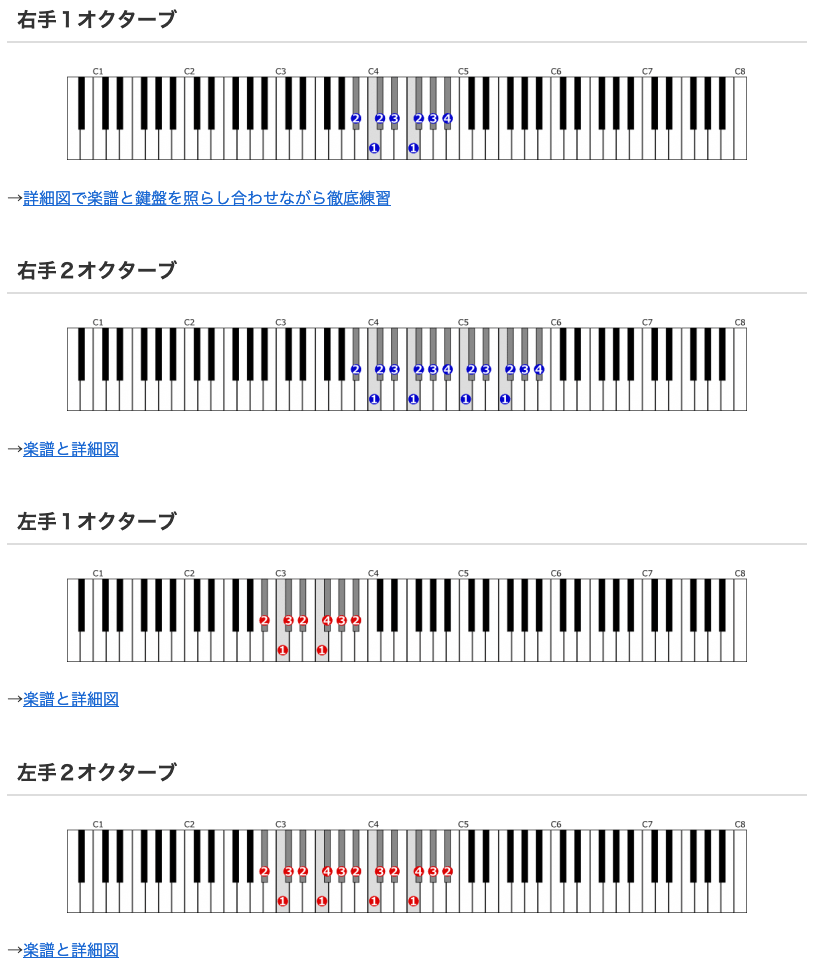 右手１オクターブ
C1 C2 C3 C4 C5 C6 C7 C8
2 2 3 2 3 4
1 1
→詳細図で楽譜と鍵盤を照らし合わせながら徹底練習
右手２オクターブ
C1 C2 C3 C4 C5 C6 C7 C8
2 2 3 2 3 4 2 3 2 3 4
1 1 1 1
→楽譜と詳細図
左手１オクターブ
C1 C2 C3 C4 C5 C6 C7 C8
2 3 2 4 3 2
1 1
→楽譜と詳細図
左手２オクターブ
C1 C2 C3 C4 C5 C6 C7 C8
2 3 2 4 3 2 3 2 4 3 2
1 1 1 1
→楽譜と詳細図